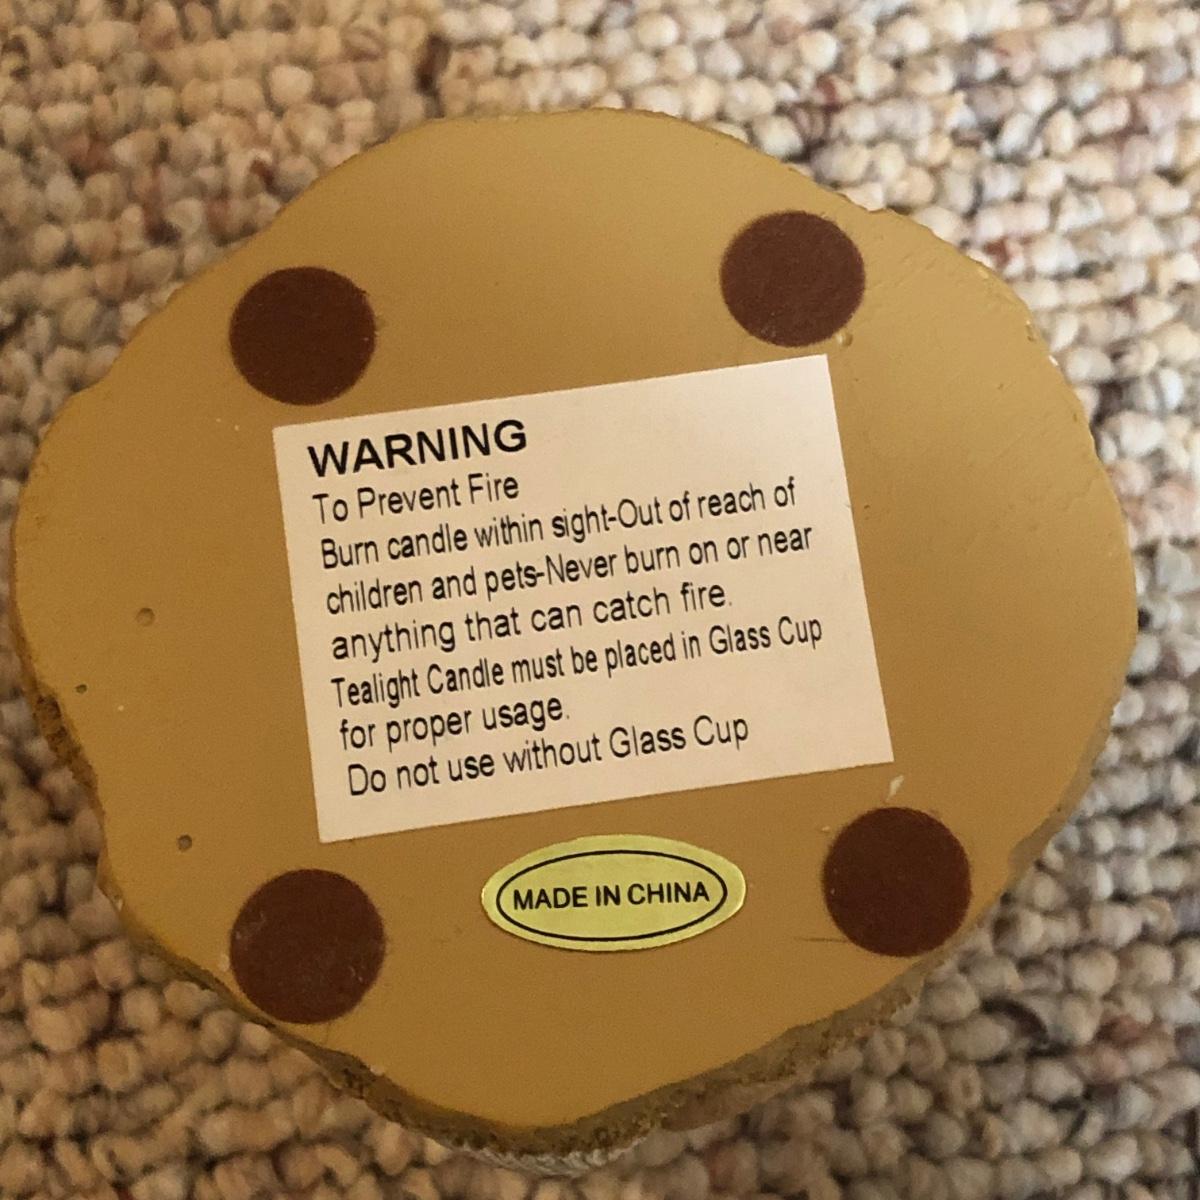 WARNING
To Prevent Fire
Burn candle within sight-Out of reach of
children and pets-Never burn on or near
anything that can catch fire.
Tealight Candle must be placed in Glass Cup
for proper usage.
Do not use without Glass Cup
MADE IN CHINA